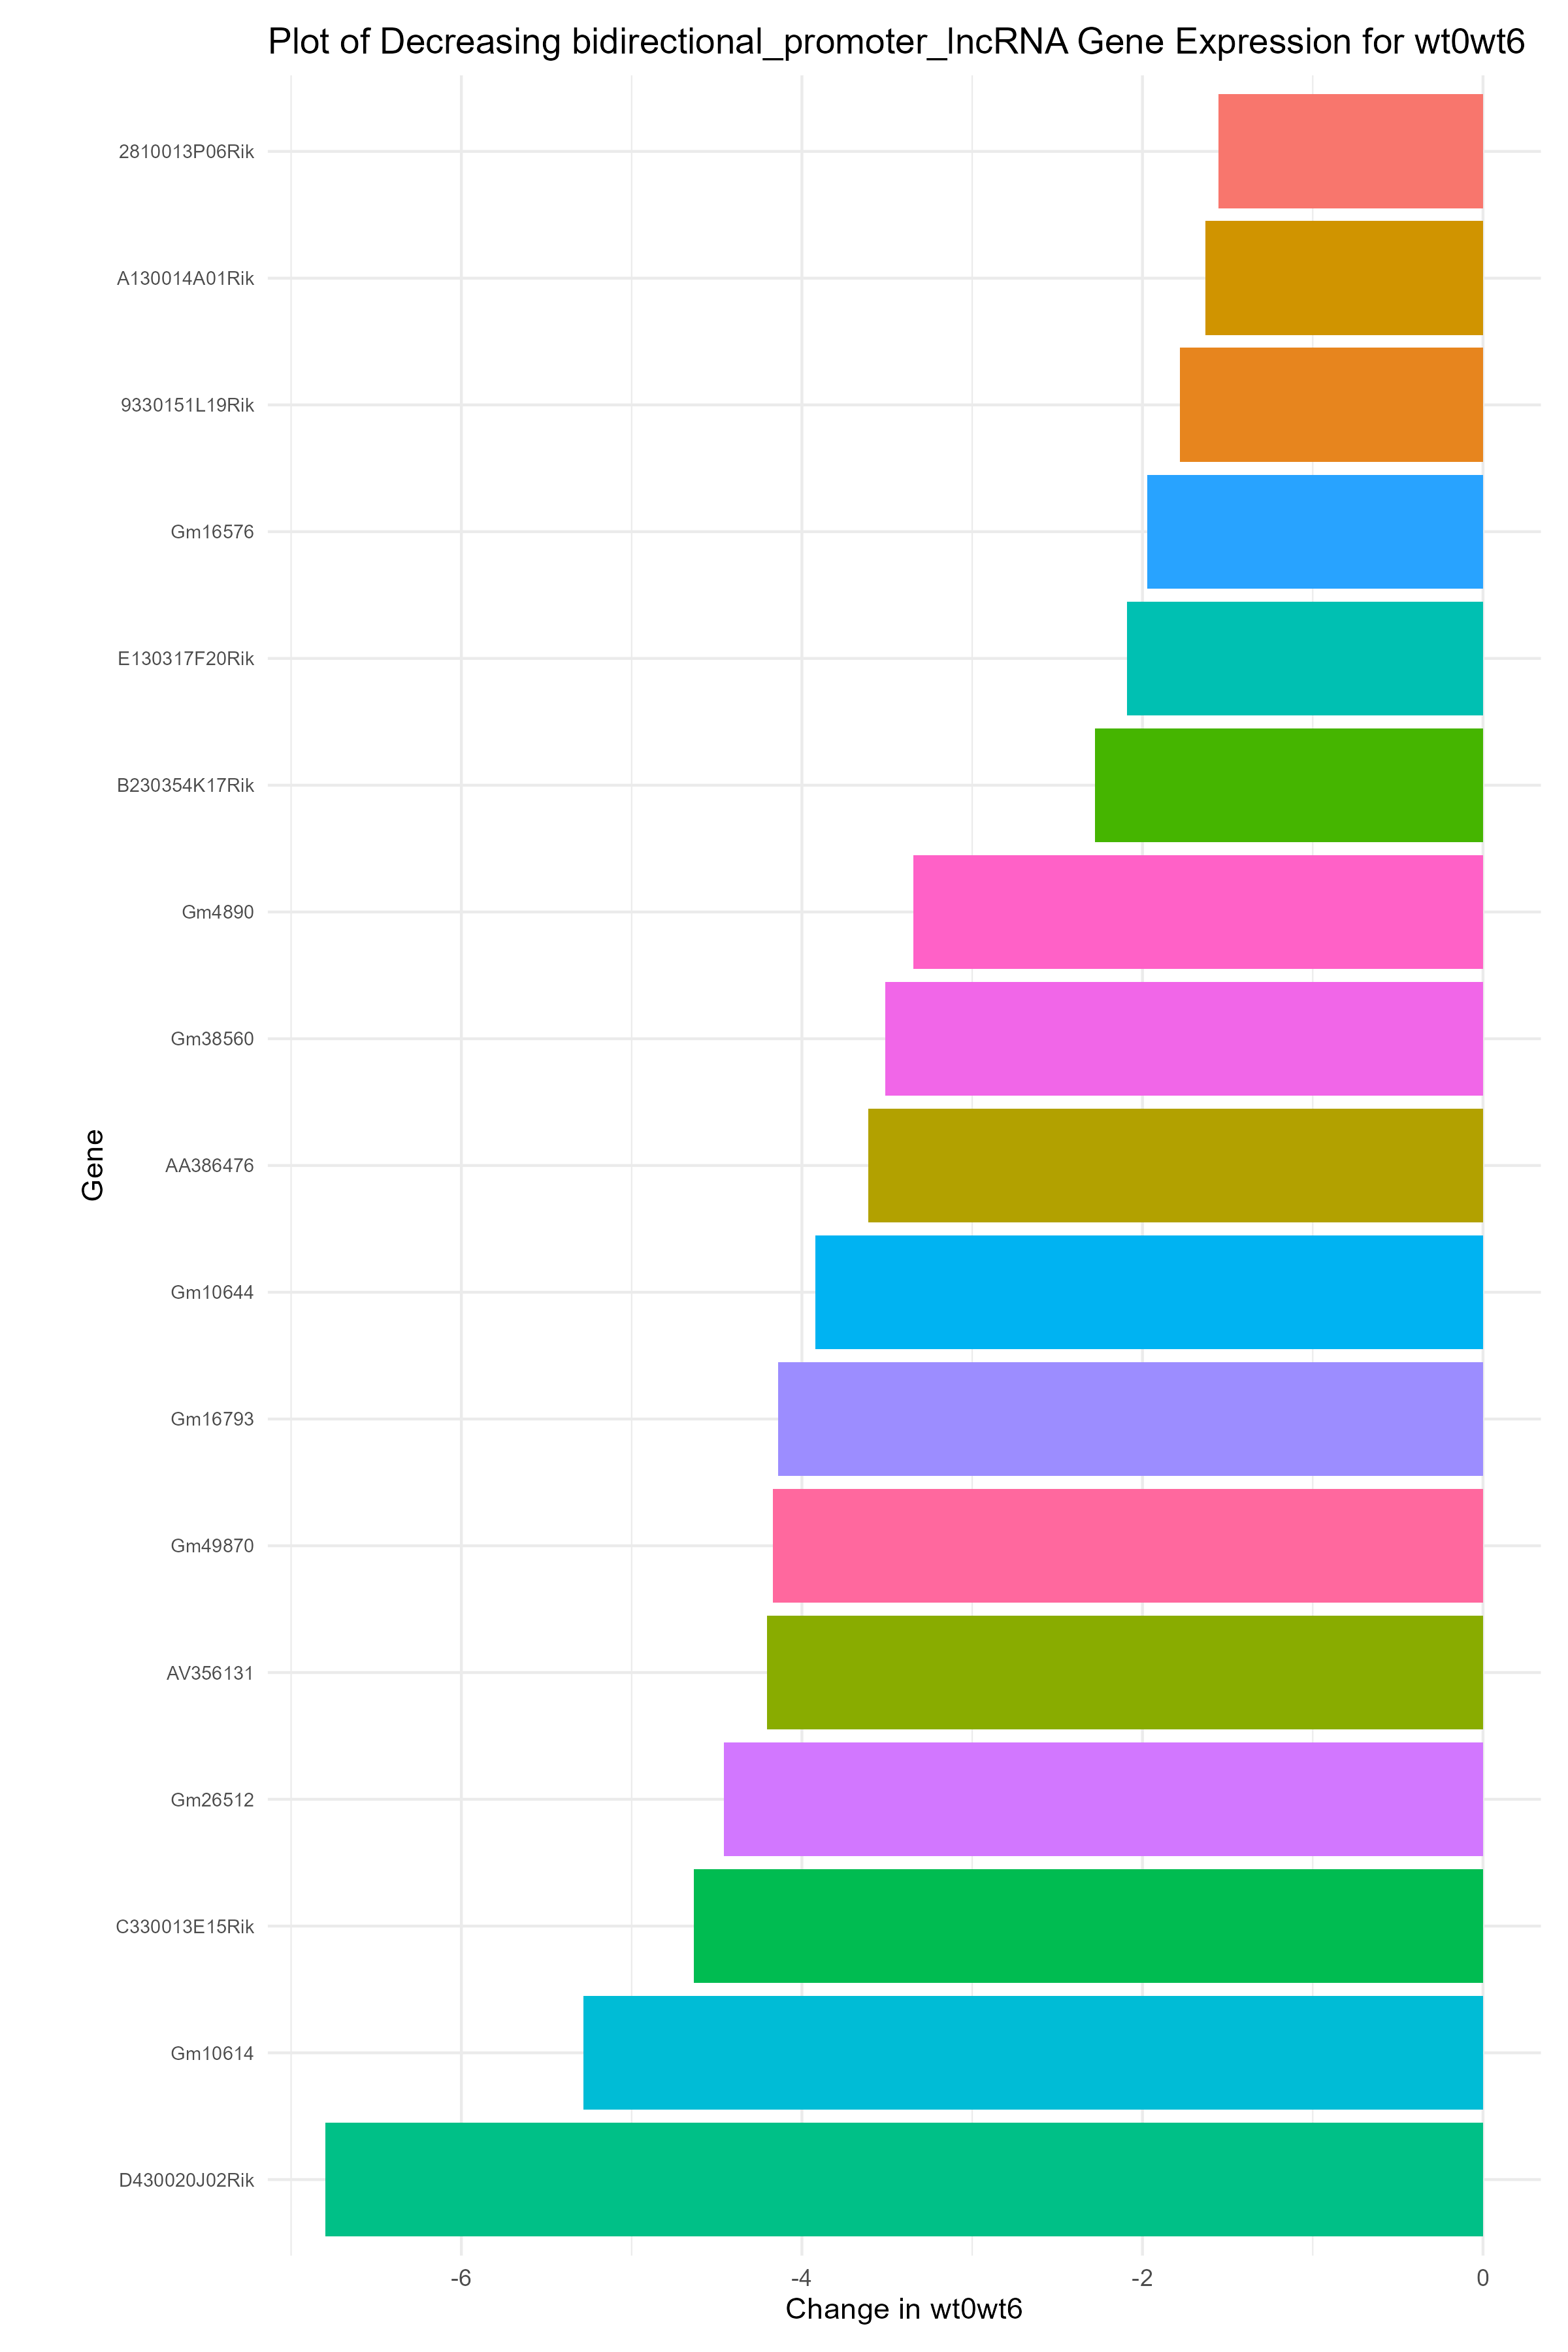 Plot of Decreasing bidirectional_promoter_lncRNA Gene Expression for wt0wt6
2810013P06Rik
A130014A01Rik
9330151L19Rik
Gm16576
E130317F20Rik
B230354K17Rik
Gm4890
Gm38560
Gene
AA386476
Gm10644
Gm16793
Gm49870
AV356131
Gm26512
C330013E15Rik
Gm10614
D430020J02Rik
-6 -4 -2 0
Change in wt0wt6